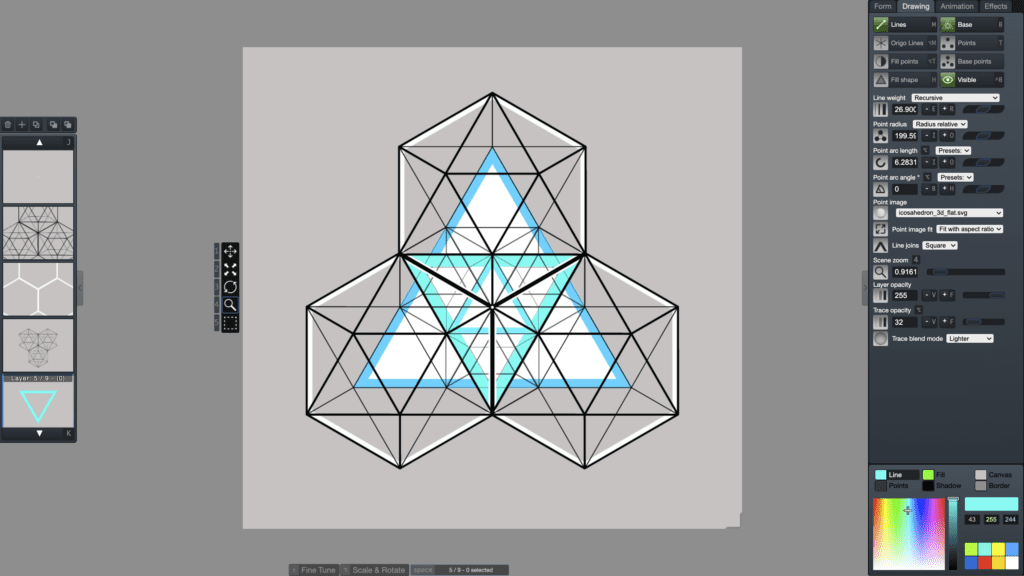 Form Drawing Animation Effects
Lines M Base B
Origo Lines ⌥M Points T
Fill points ⌥T Base points
Fill shape H Visible ^B
Line weight Recursive
26.900 - E + R
Point radius Radius relative
199.59 - I + O
Point arc length ⌥ Presets:
6.2831 - I + O
Point arc angle ° ⌥ Presets:
0 - B + H
Point image
icosahedron_3d_flat.svg
Point image fit Fit with aspect ratio
Line joins Square
Scene zoom 4
0.9161
Layer opacity
255 - V + F
Trace opacity ⌥
32 - V + F
Trace blend mode Lighter
J
Layer 5 / 9 - (0)
K
1
2
3
4
Line Fill Canvas
Points Shadow Border
43 255 244
Fine Tune ⌥ Scale & Rotate space 5 / 9 - 0 selected